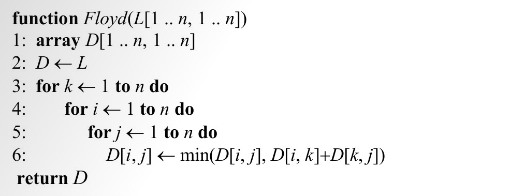 function Floyd(L[1 .. n, 1 .. n])
1: array D[1 .. n, 1 .. n]
2: D ← L
3: for k ← 1 to n do
4: for i ← 1 to n do
5: for j ← 1 to n do
6: D[i, j] ← min(D[i, j], D[i, k]+D[k, j])
return D